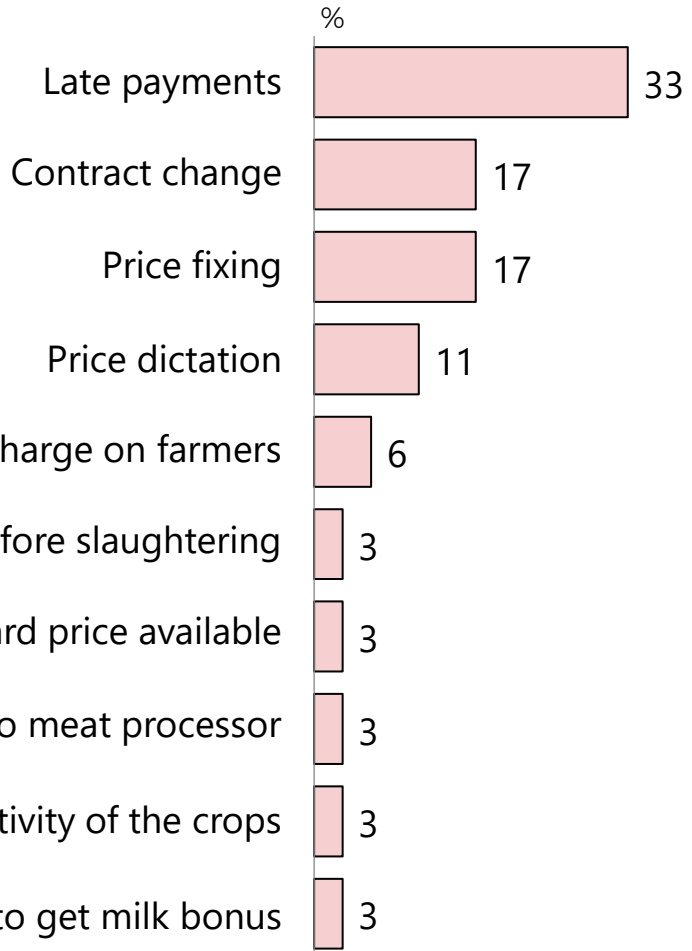 %
Late payments 33
Contract change 17
Price fixing 17
Price dictation 11
harge on farmers 6
fore slaughtering 3
rd price available 3
o meat processor 3
tivity of the crops 3
to get milk bonus 3